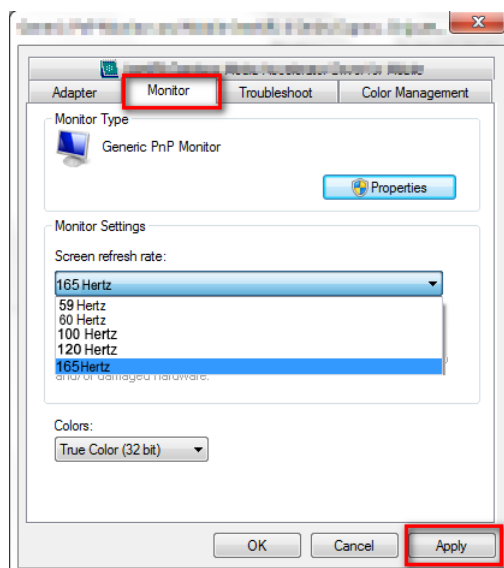 Adapter
Monitor
Troubleshoot
Color Management
Monitor Type
Generic PnP Monitor
Properties
Monitor Settings
Screen refresh rate:
165 Hertz
59 Hertz
60 Hertz
100 Hertz
120 Hertz
165Hertz
and/or damaged hardware.
Colors:
True Color (32 bit)
OK
Cancel
Apply